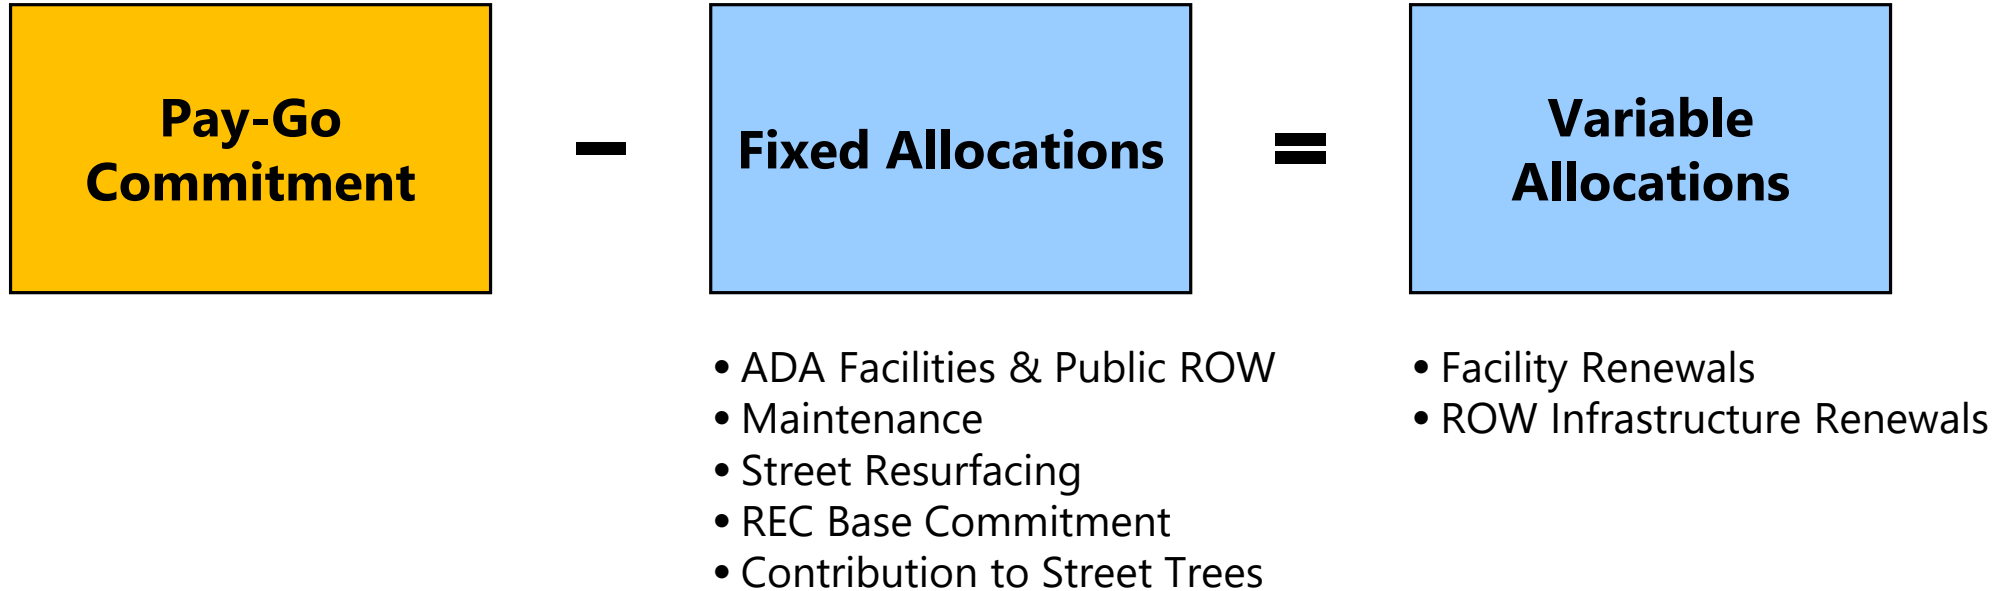 Pay-Go
Commitment
–
Fixed Allocations
=
Variable
Allocations
• ADA Facilities & Public ROW
• Maintenance
• Street Resurfacing
• REC Base Commitment
• Contribution to Street Trees
• Facility Renewals
• ROW Infrastructure Renewals